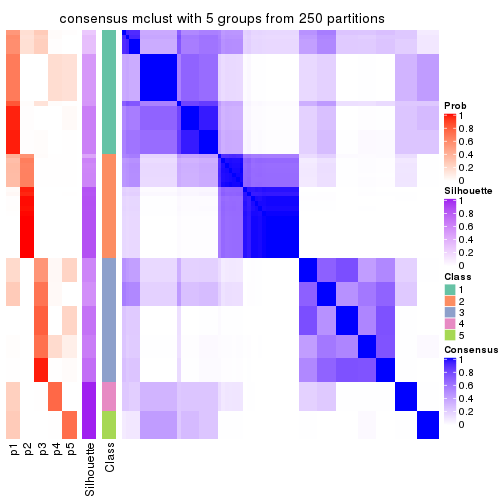 consensus mclust with 5 groups from 250 partitions
Prob
1
0.8
0.6
0.4
0.2
0
Silhouette
1
0.8
0.6
0.4
0.2
0
Class
1
2
3
4
5
Consensus
1
0.8
0.6
0.4
0.2
0
p1
p2
p3
p4
p5
Silhouette
Class